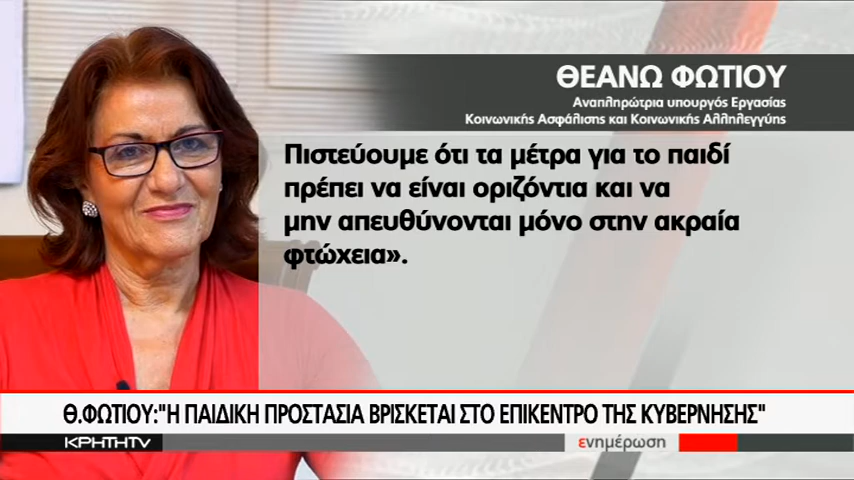 ΘΕΑΝΩ ΦΩΤΙΟΥ
Αναπληρώτρια υπουργός Εργασίας
Κοινωνικής Ασφάλισης και Κοινωνικής Αλληλεγγύης
Πιστεύουμε ότι τα μέτρα για το παιδί
πρέπει να είναι οριζόντια και να
μην απευθύνονται μόνο στην ακραία
φτώχεια».
Θ.ΦΩΤΙΟΥ:"Η ΠΑΙΔΙΚΗ ΠΡΟΣΤΑΣΙΑ ΒΡΙΣΚΕΤΑΙ ΣΤΟ ΕΠΙΚΕΝΤΡΟ ΤΗΣ ΚΥΒΕΡΝΗΣΗΣ"
ΚΡΗΤΗTV
ενημέρωση